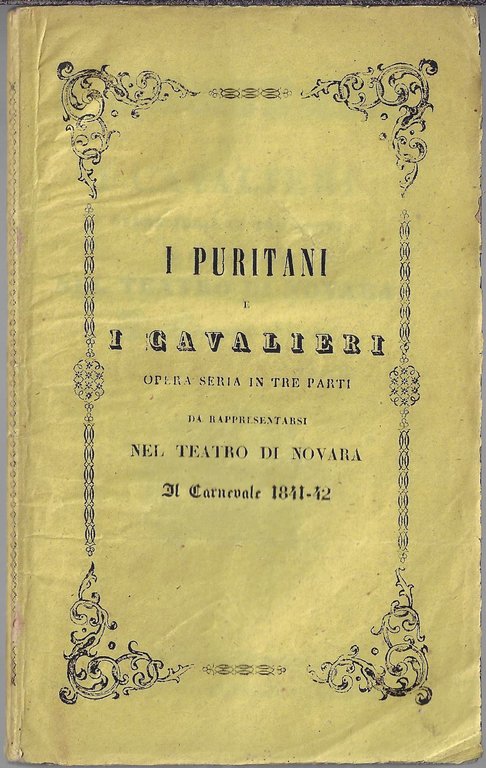 I PURITANI
E
I CAVALIERI
OPERA SERIA IN TRE PARTI
DA RAPPRESENTARSI
NEL TEATRO DI NOVARA
Il Carnevale 1841-42